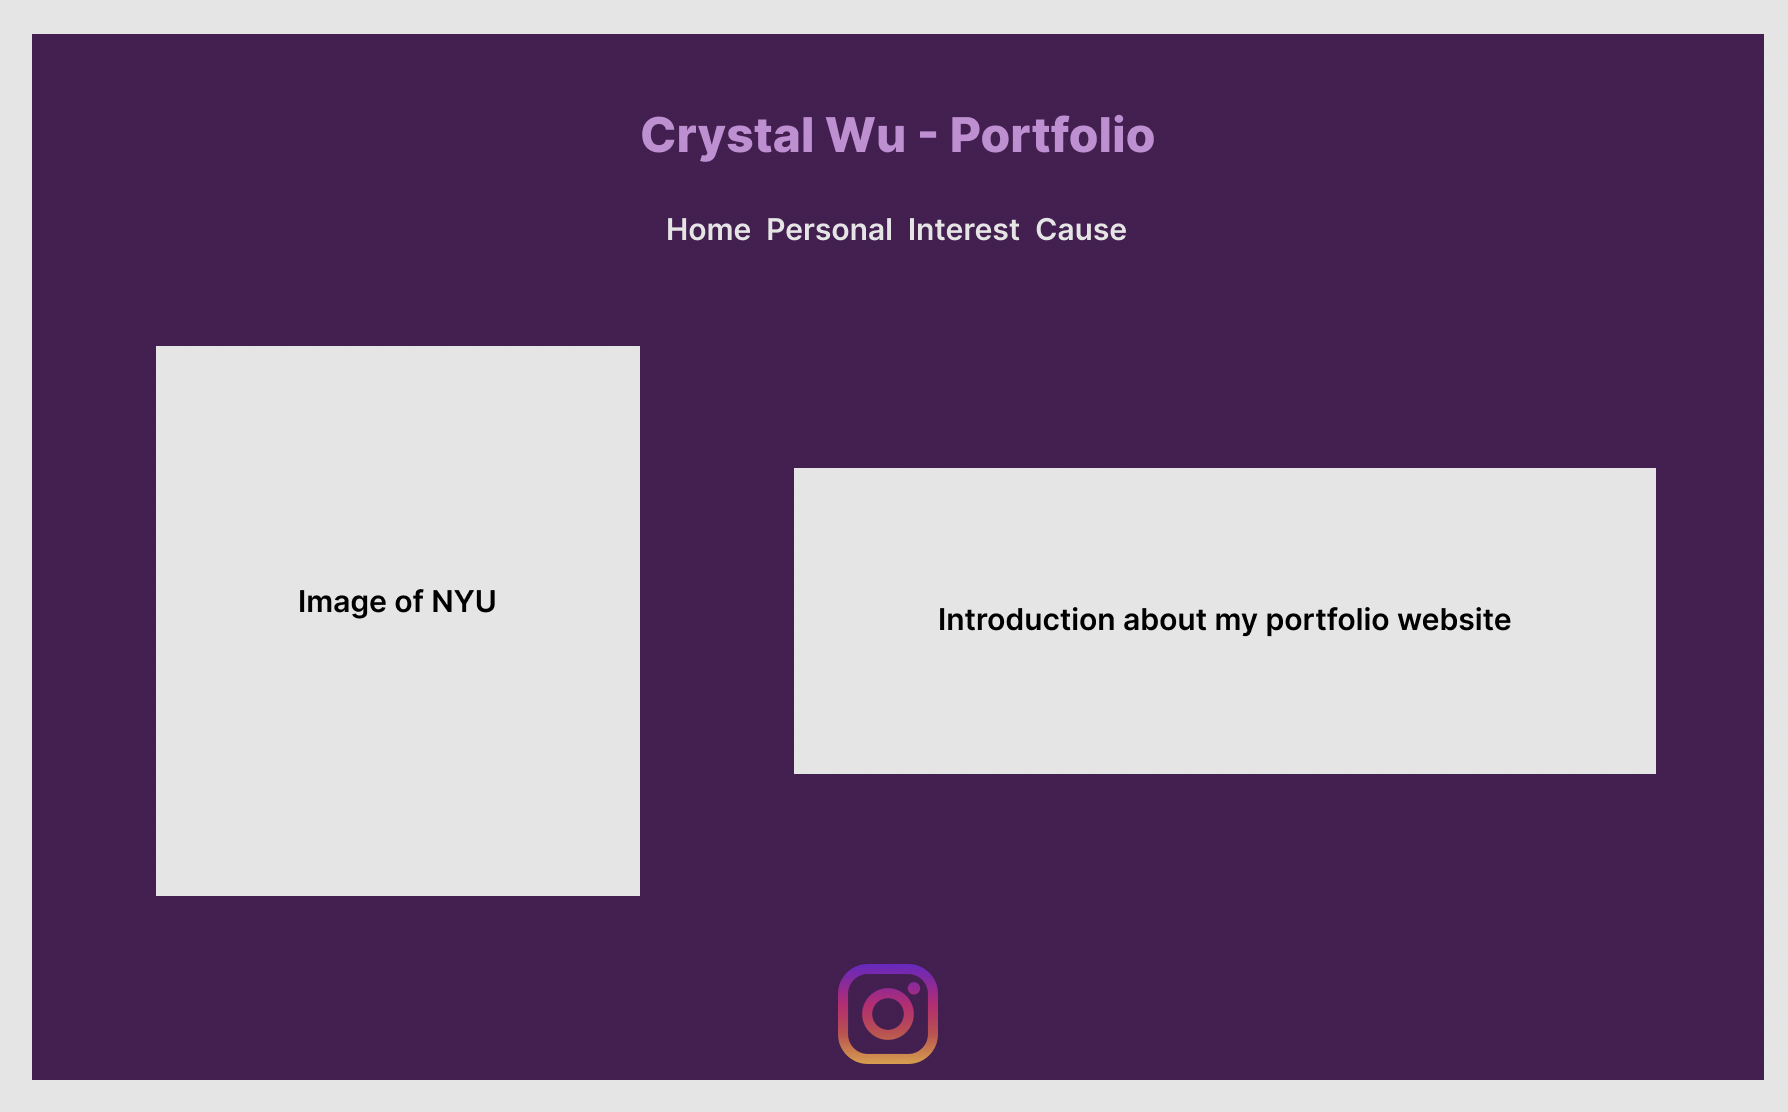 Crystal Wu - Portfolio
Home Personal Interest Cause
Image of NYU
Introduction about my portfolio website